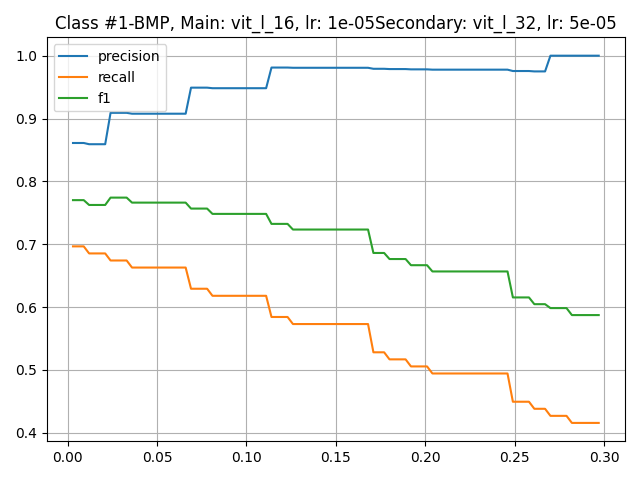 Class #1-BMP, Main: vit_l_16, lr: 1e-05Secondary: vit_l_32, lr: 5e-05
precision
recall
f1
1.0
0.9
0.8
0.7
0.6
0.5
0.4
0.00 0.05 0.10 0.15 0.20 0.25 0.30